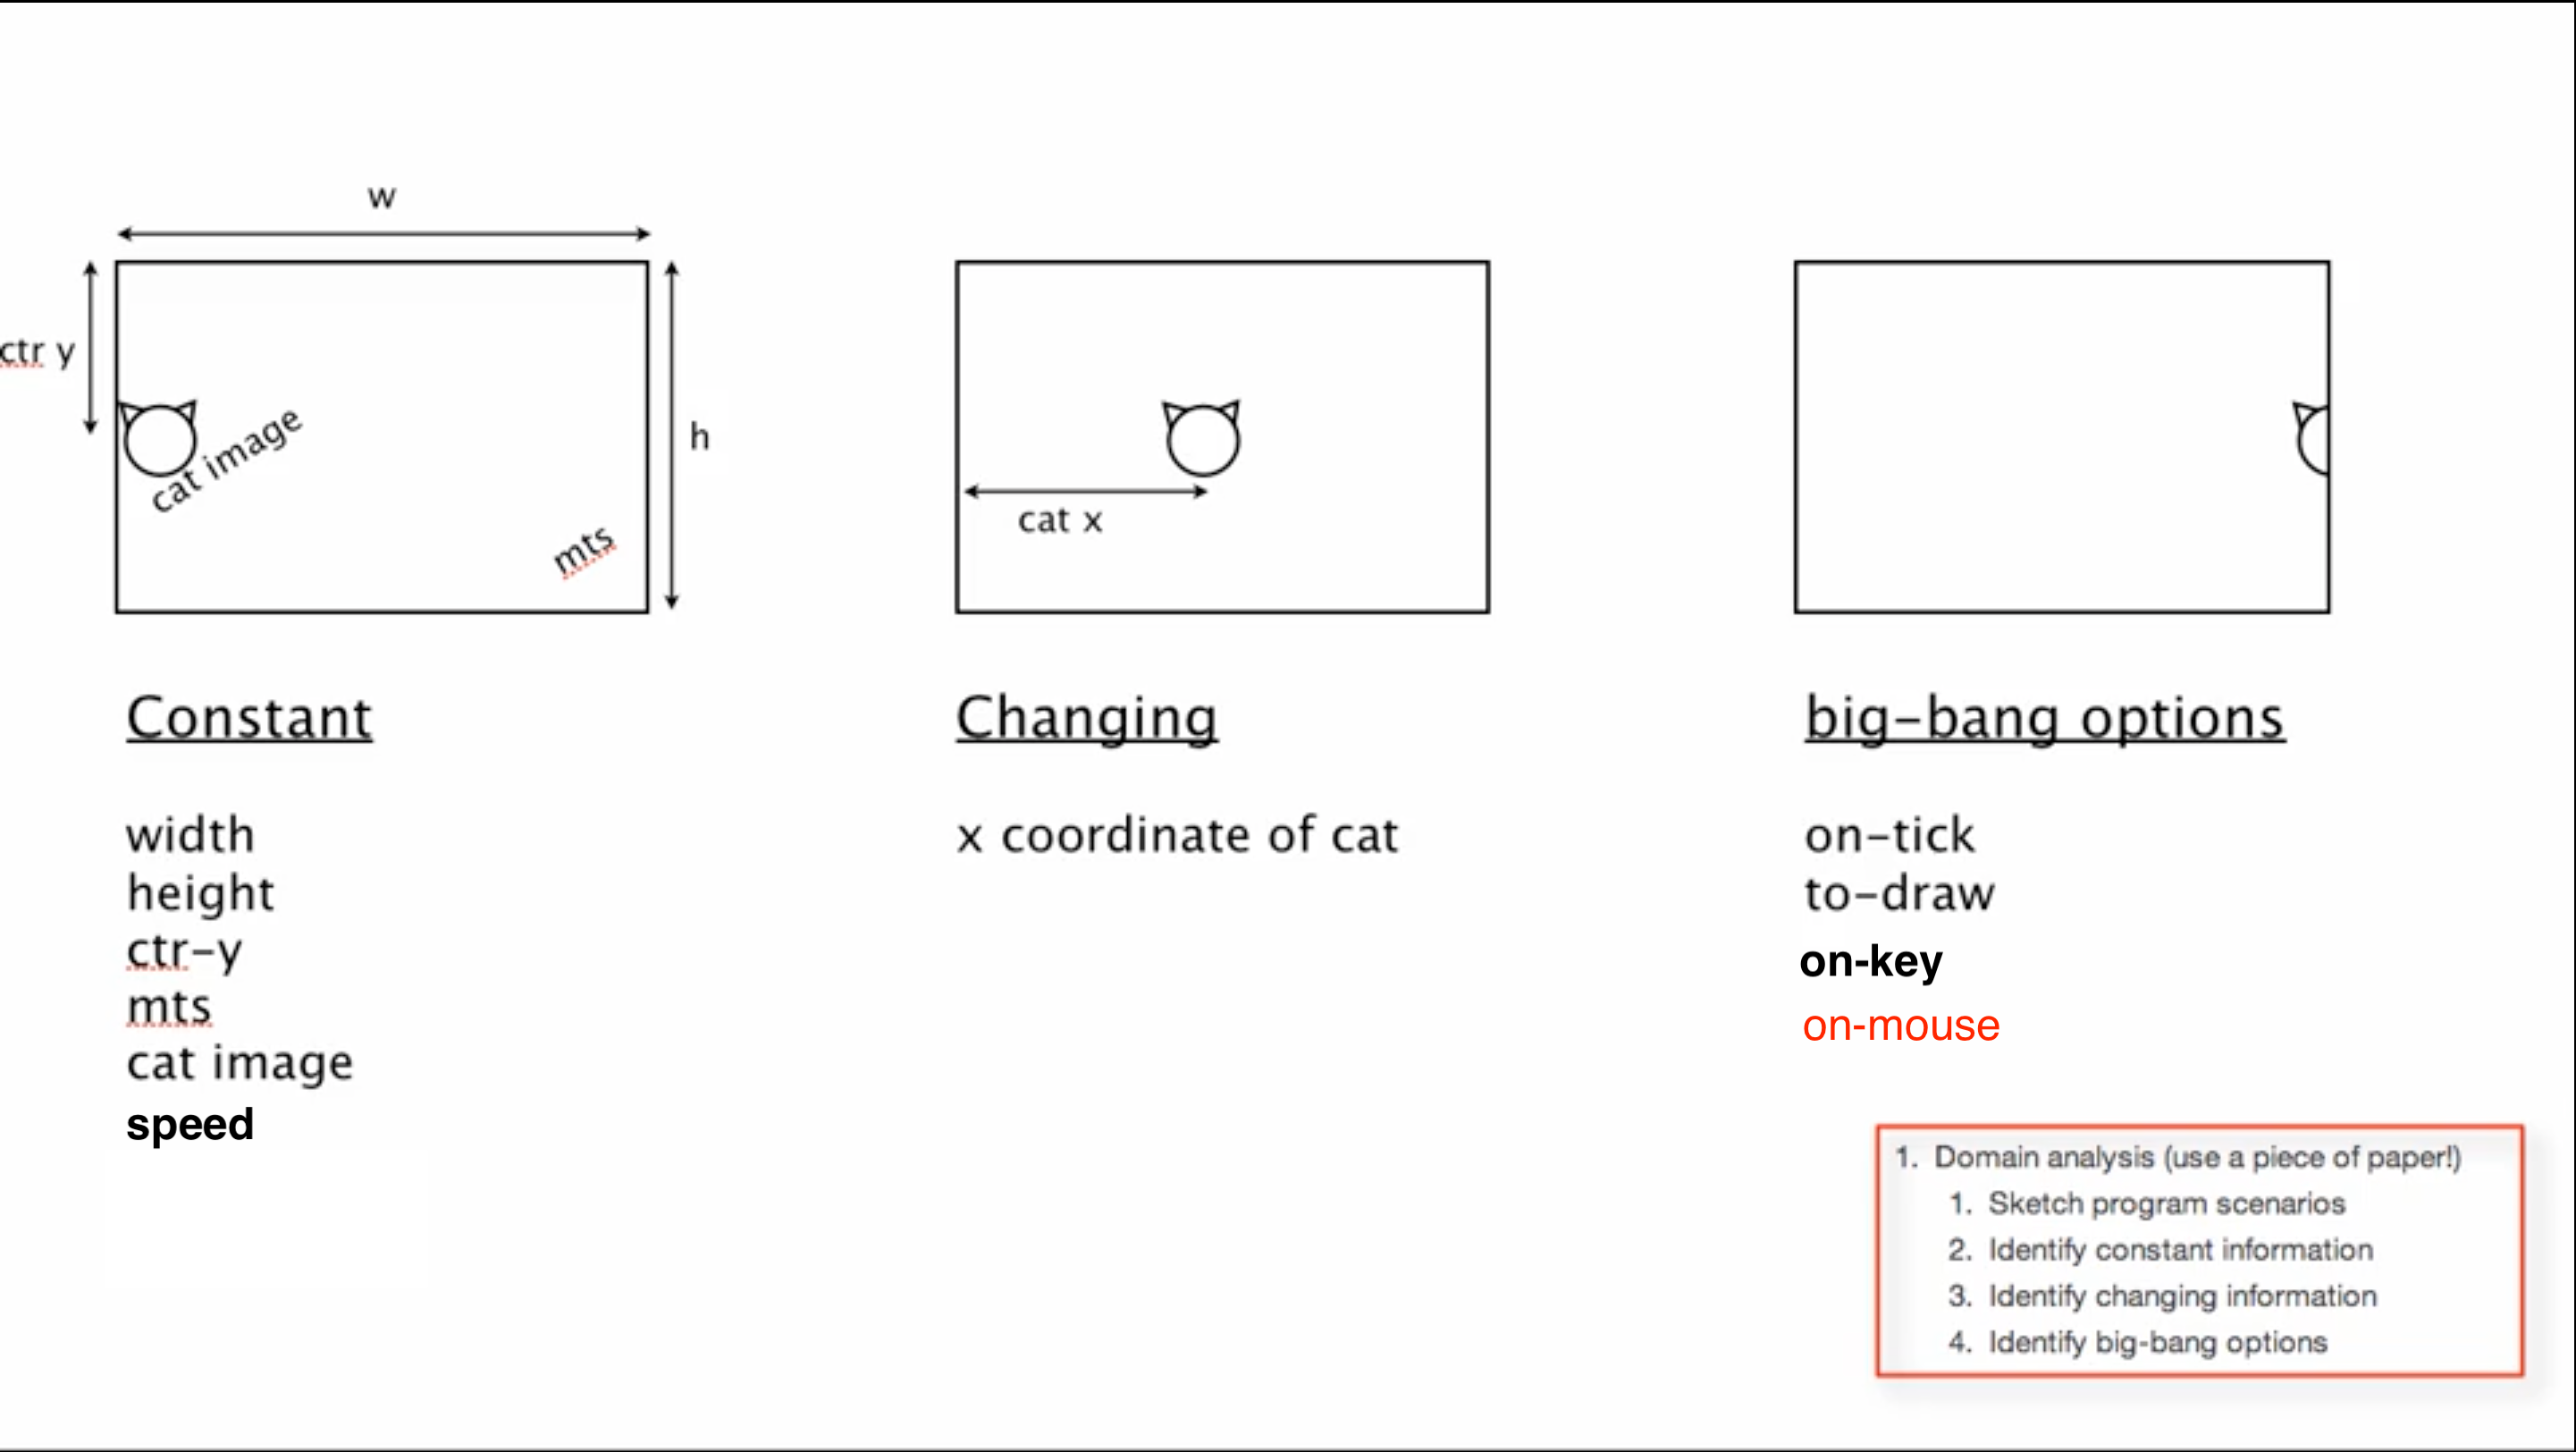 w
ctr y
h
cat image
mts
cat x
Constant
width
height
ctr-y
mts
cat image
speed
Changing
x coordinate of cat
big-bang options
on-tick
to-draw
on-key
on-mouse
1. Domain analysis (use a piece of paper!)
1. Sketch program scenarios
2. Identify constant information
3. Identify changing information
4. Identify big-bang options